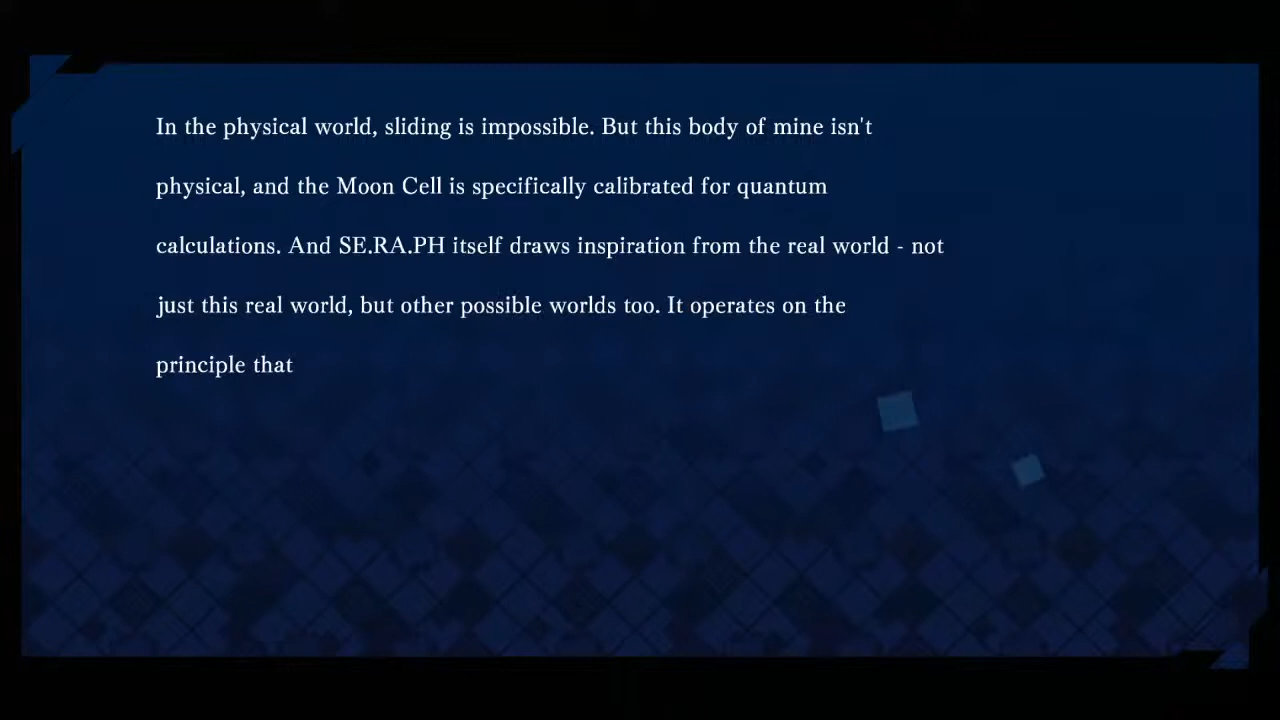 In the physical world, sliding is impossible. But this body of mine isn't
physical, and the Moon Cell is specifically calibrated for quantum
calculations. And SE.RA.PH itself draws inspiration from the real world - not
just this real world, but other possible worlds too. It operates on the
principle that